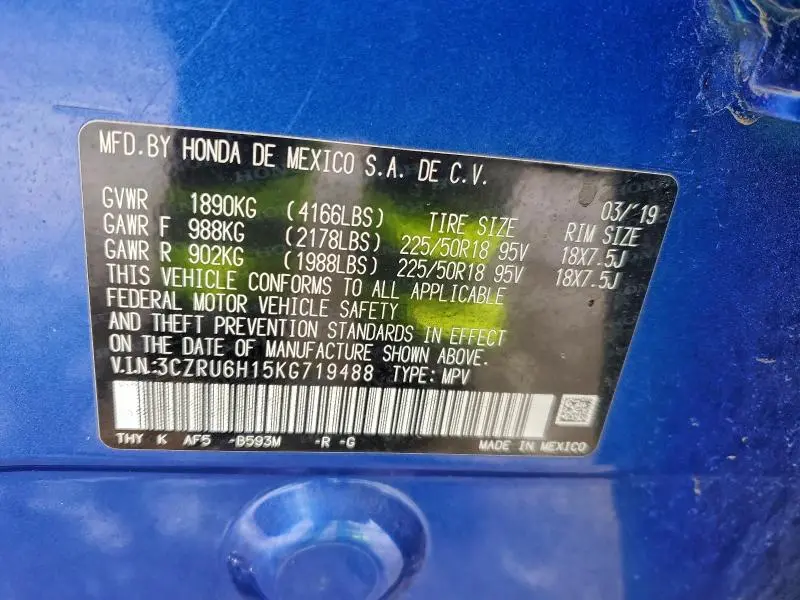 MFD.BY HONDA DE MEXICO S.A. DE C.V.
03/'19
GVWR 1890KG (4166LBS) TIRE SIZE RIM SIZE
GAWR F 988KG (2178LBS) 225/50R18 95V 18X7.5J
GAWR R 902KG (1988LBS) 225/50R18 95V 18X7.5J
THIS VEHICLE CONFORMS TO ALL APPLICABLE
FEDERAL MOTOR VEHICLE SAFETY
AND THEFT PREVENTION STANDARDS IN EFFECT
ON THE DATE OF MANUFACTURE SHOWN ABOVE.
V.I.N.:3CZRU6H15KG719488 TYPE: MPV
THY K AF5 -B593M -R -G MADE IN MEXICO